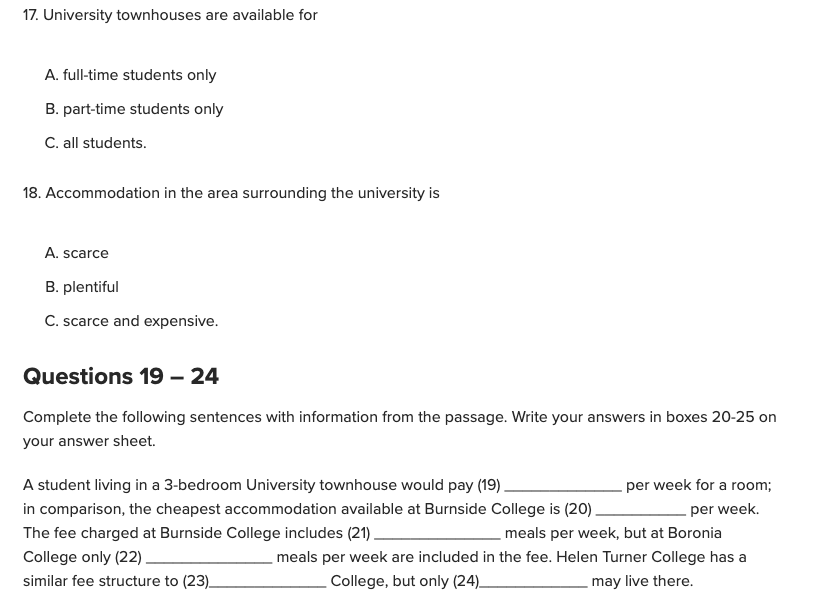 17. University townhouses are available for
A. full-time students only
B. part-time students only
C. all students.
18. Accommodation in the area surrounding the university is
A. scarce
B. plentiful
C. scarce and expensive.
Questions 19 – 24
Complete the following sentences with information from the passage. Write your answers in boxes 20-25 on
your answer sheet.
A student living in a 3-bedroom University townhouse would pay (19) ______________ per week for a room;
in comparison, the cheapest accommodation available at Burnside College is (20) ___________ per week.
The fee charged at Burnside College includes (21) _______________ meals per week, but at Boronia
College only (22) _______________ meals per week are included in the fee. Helen Turner College has a
similar fee structure to (23)______________ College, but only (24)_____________ may live there.